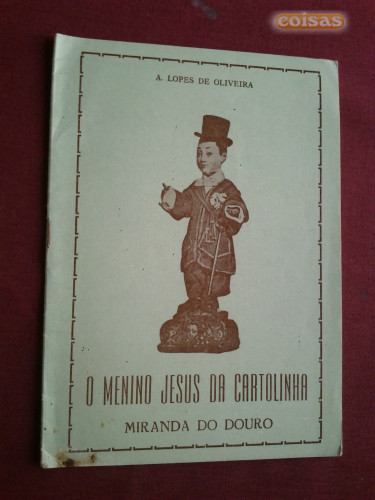 coisas
A. LOPES DE OLIVEIRA
O MENINO JESUS DA CARTOLINHA
MIRANDA DO DOURO